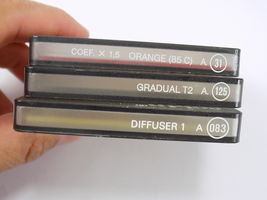 COEF. × 1,5 ORANGE (85 C) A 31
GRADUAL T2 A 125
DIFFUSER 1 A 083